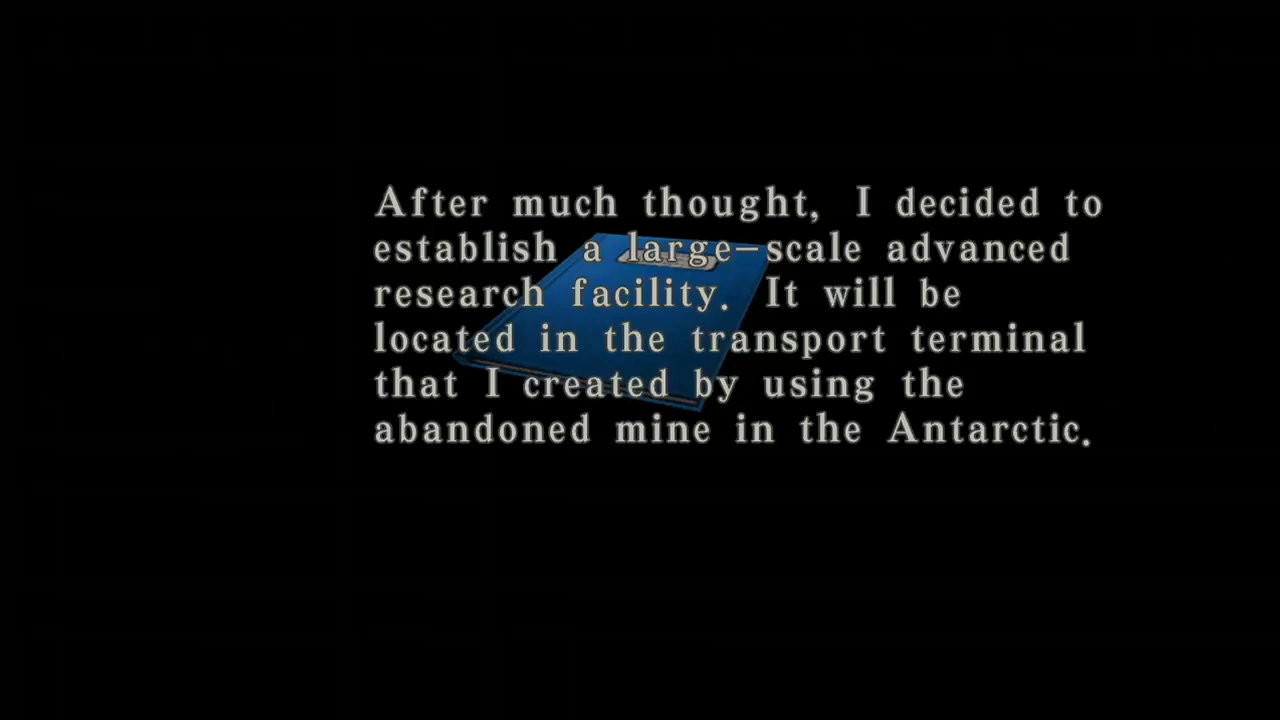 After much thought, I decided to
establish a large-scale advanced
research facility. It will be
located in the transport terminal
that I created by using the
abandoned mine in the Antarctic.